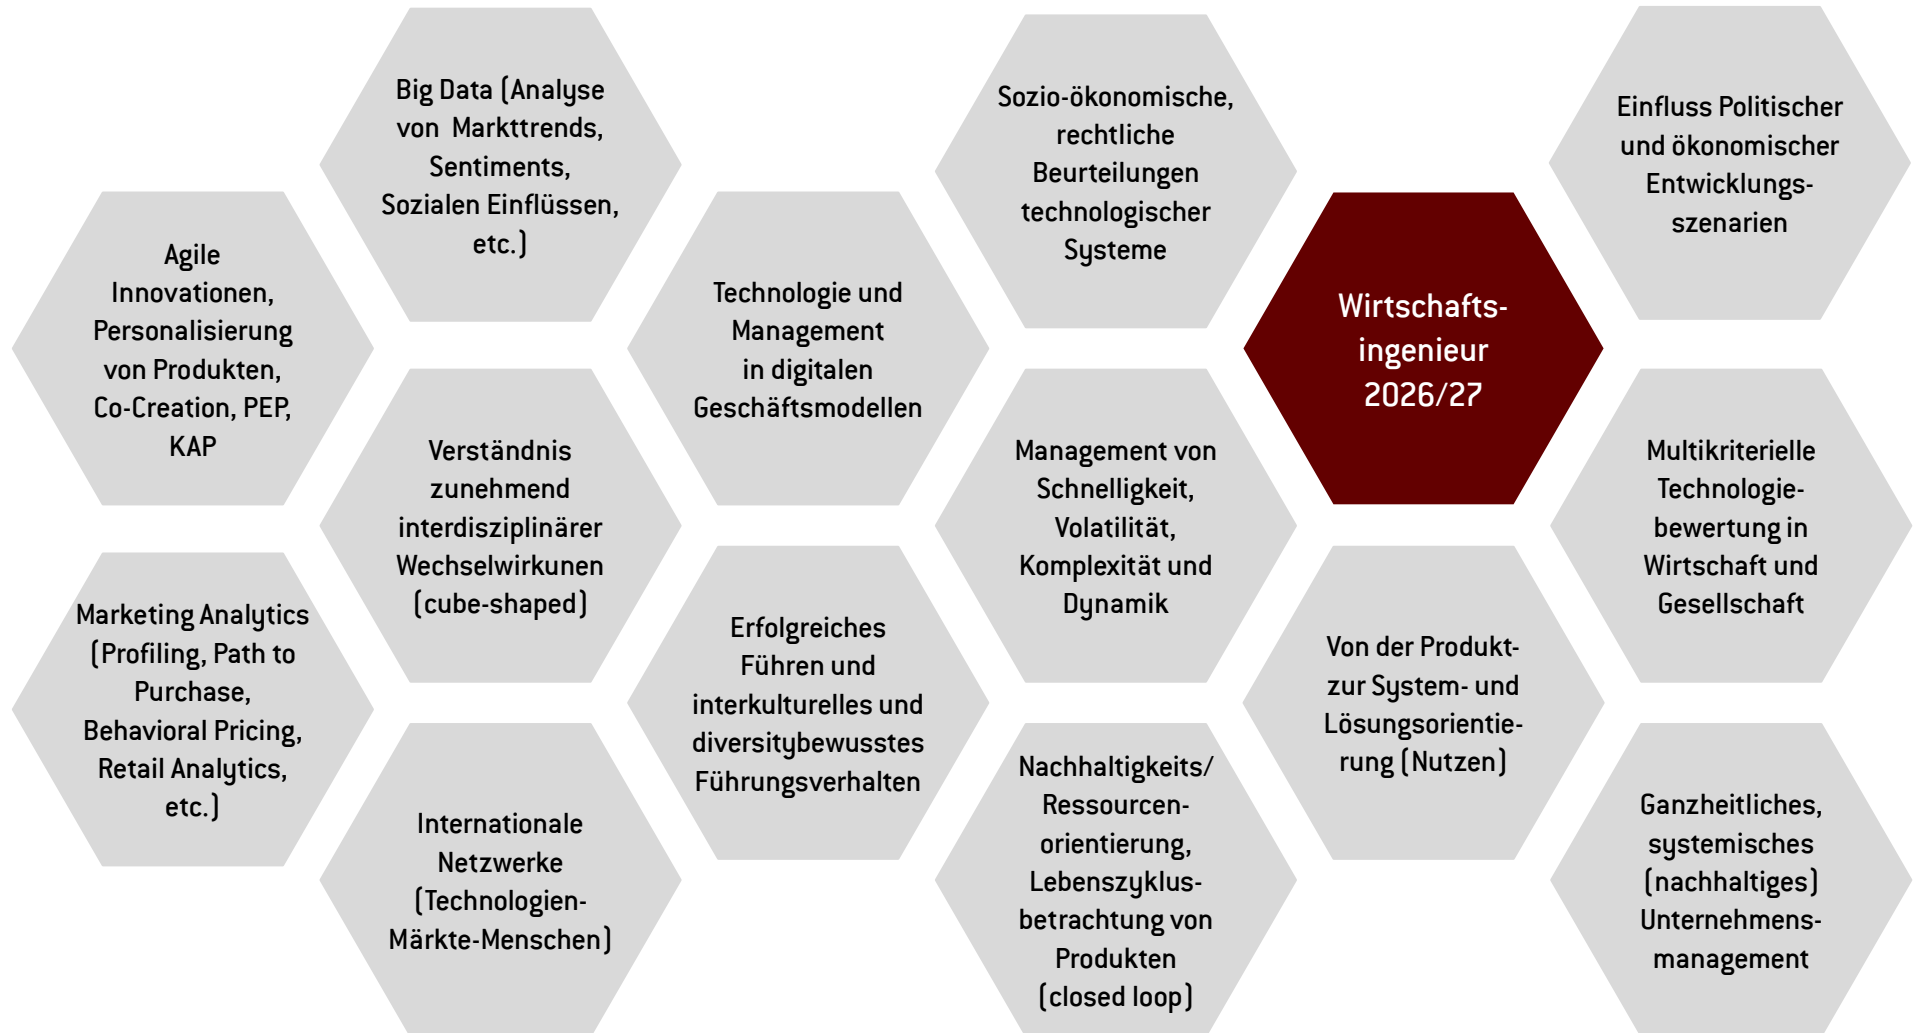 Big Data (Analyse
von Markttrends,
Sentiments,
Sozialen Einflüssen,
etc.)
Sozio-ökonomische,
rechtliche
Beurteilungen
technologischer
Systeme
Einfluss Politischer
und ökonomischer
Entwicklungs-
szenarien
Agile
Innovationen,
Personalisierung
von Produkten,
Co-Creation, PEP,
KAP
Technologie und
Management
in digitalen
Geschäftsmodellen
Wirtschafts-
ingenieur
2026/27
Verständnis
zunehmend
interdisziplinärer
Wechselwirkunen
(cube-shaped)
Management von
Schnelligkeit,
Volatilität,
Komplexität und
Dynamik
Multikriterielle
Technologie-
bewertung in
Wirtschaft und
Gesellschaft
Marketing Analytics
(Profiling, Path to
Purchase,
Behavioral Pricing,
Retail Analytics,
etc.)
Erfolgreiches
Führen und
interkulturelles und
diversitybewusstes
Führungsverhalten
Von der Produkt-
zur System- und
Lösungsorientie-
rung (Nutzen)
Internationale
Netzwerke
(Technologien-
Märkte-Menschen)
Nachhaltigkeits/
Ressourcen-
orientierung,
Lebenszyklus-
betrachtung von
Produkten
(closed loop)
Ganzheitliches,
systemisches
(nachhaltiges)
Unternehmens-
management